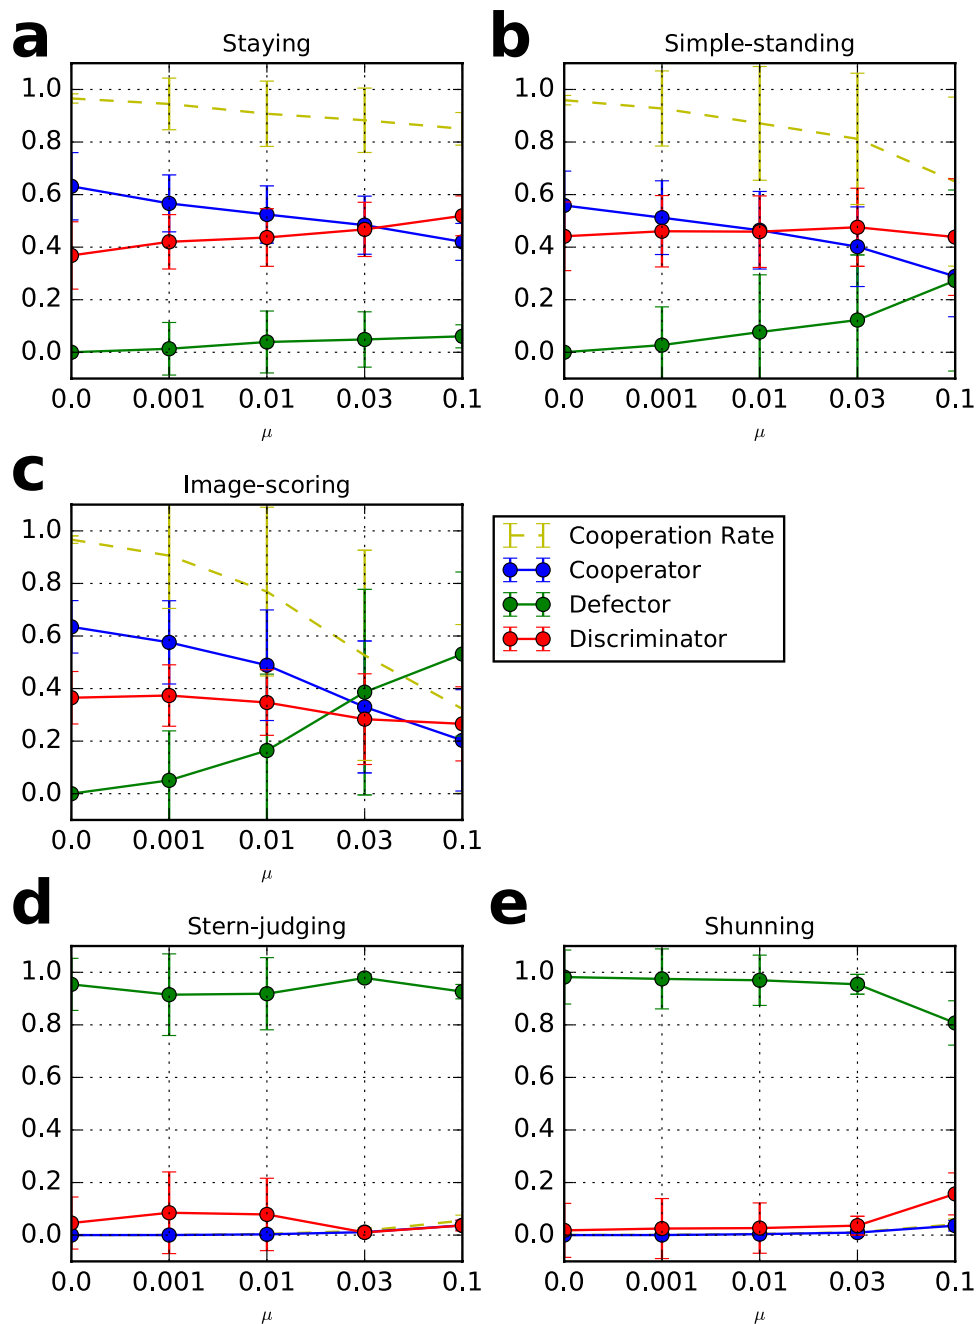 a
Staying
1.0
0.8
0.6
0.4
0.2
0.0
0.0 0.001 0.01 0.03 0.1
μ
b
Simple-standing
1.0
0.8
0.6
0.4
0.2
0.0
0.0 0.001 0.01 0.03 0.1
μ
c
Image-scoring
1.0
0.8
0.6
0.4
0.2
0.0
0.0 0.001 0.01 0.03 0.1
μ
Cooperation Rate
Cooperator
Defector
Discriminator
d
Stern-judging
1.0
0.8
0.6
0.4
0.2
0.0
0.0 0.001 0.01 0.03 0.1
μ
e
Shunning
1.0
0.8
0.6
0.4
0.2
0.0
0.0 0.001 0.01 0.03 0.1
μ